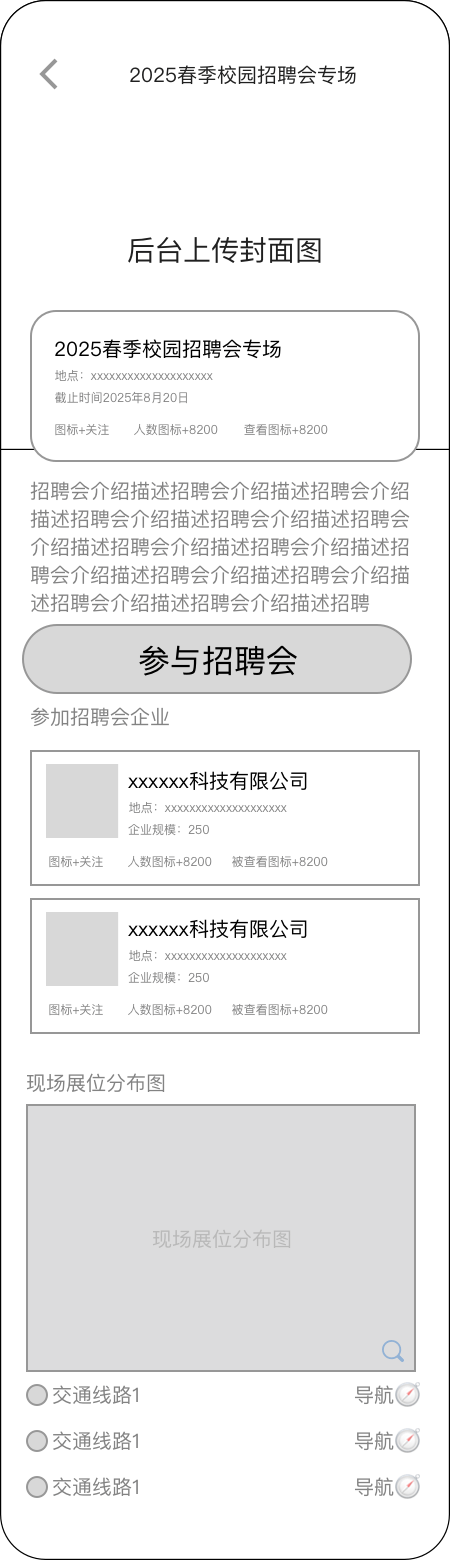 2025春季校园招聘会专场
后台上传封面图
2025春季校园招聘会专场
地点：xxxxxxxxxxxxxxxxxxxx
截止时间2025年8月20日
图标+关注 人数图标+8200 查看图标+8200
招聘会介绍描述招聘会介绍描述招聘会介绍
描述招聘会介绍描述招聘会介绍描述招聘会
介绍描述招聘会介绍描述招聘会介绍描述招
聘会介绍描述招聘会介绍描述招聘会介绍描
述招聘会介绍描述招聘会介绍描述招聘
参与招聘会
参加招聘会企业
xxxxxx科技有限公司
地点：xxxxxxxxxxxxxxxxxxxx
企业规模：250
图标+关注 人数图标+8200 被查看图标+8200
xxxxxx科技有限公司
地点：xxxxxxxxxxxxxxxxxxxx
企业规模：250
图标+关注 人数图标+8200 被查看图标+8200
现场展位分布图
现场展位分布图
交通线路1 导航
交通线路1 导航
交通线路1 导航